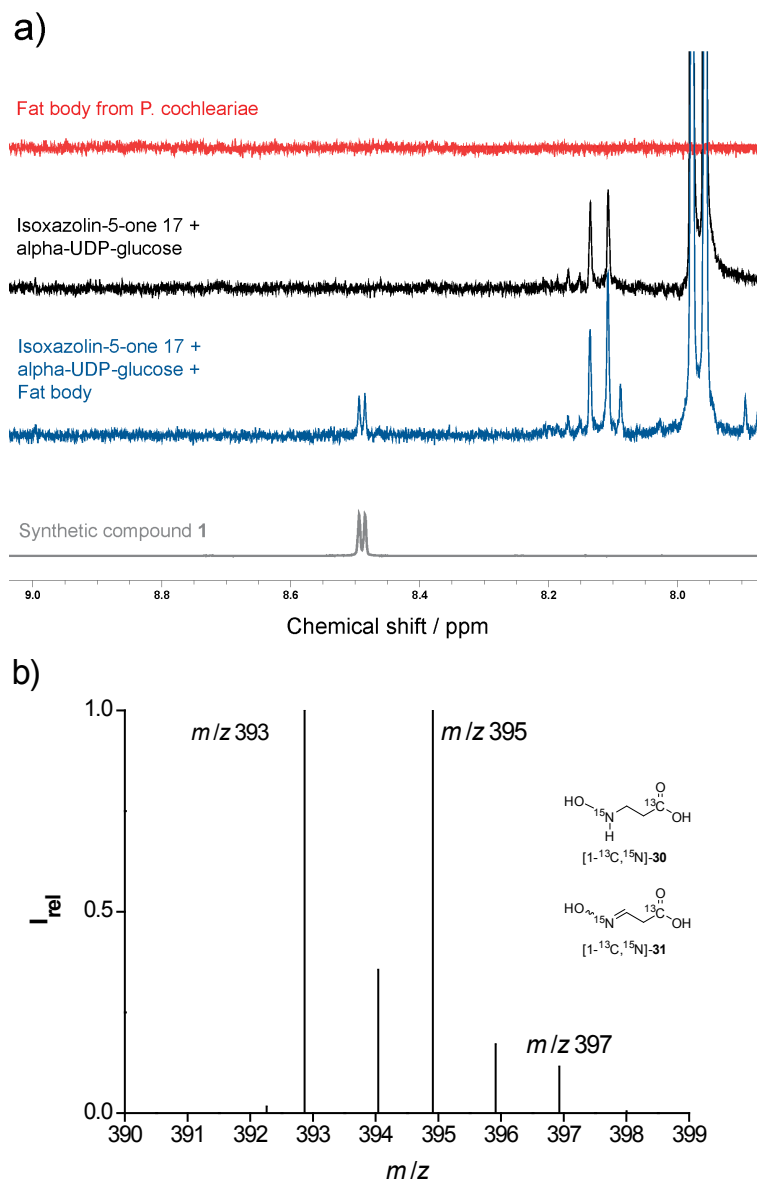 a)
Fat body from P. cochleariae
Isoxazolin-5-one 17 +
alpha-UDP-glucose
Isoxazolin-5-one 17 +
alpha-UDP-glucose +
Fat body
Synthetic compound 1
9.0 8.8 8.6 8.4 8.2 8.0
Chemical shift / ppm
b)
1.0
m/z 393
m/z 395
O
HO
15N
13C
OH
H
[1-13C,15N]-30
0.5
Irel
O
HO
15N
13C
OH
[1-13C,15N]-31
m/z 397
0.0
390 391 392 393 394 395 396 397 398 399
m/z